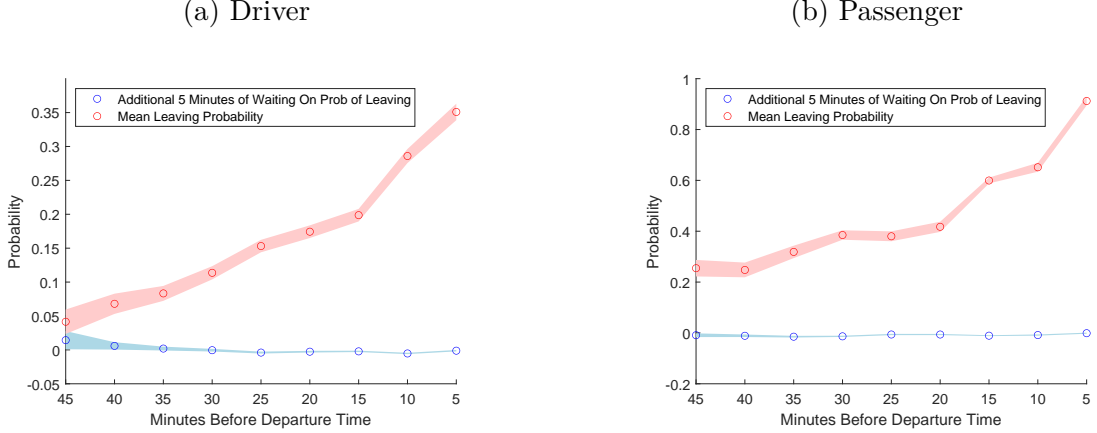 (a) Driver
0.35
0.3
0.25
0.2
0.15
0.1
0.05
0
-0.05
Probability
Additional 5 Minutes of Waiting On Prob of Leaving
Mean Leaving Probability
45 40 35 30 25 20 15 10 5
Minutes Before Departure Time
(b) Passenger
1
0.8
0.6
0.4
0.2
0
-0.2
Probability
Additional 5 Minutes of Waiting On Prob of Leaving
Mean Leaving Probability
45 40 35 30 25 20 15 10 5
Minutes Before Departure Time